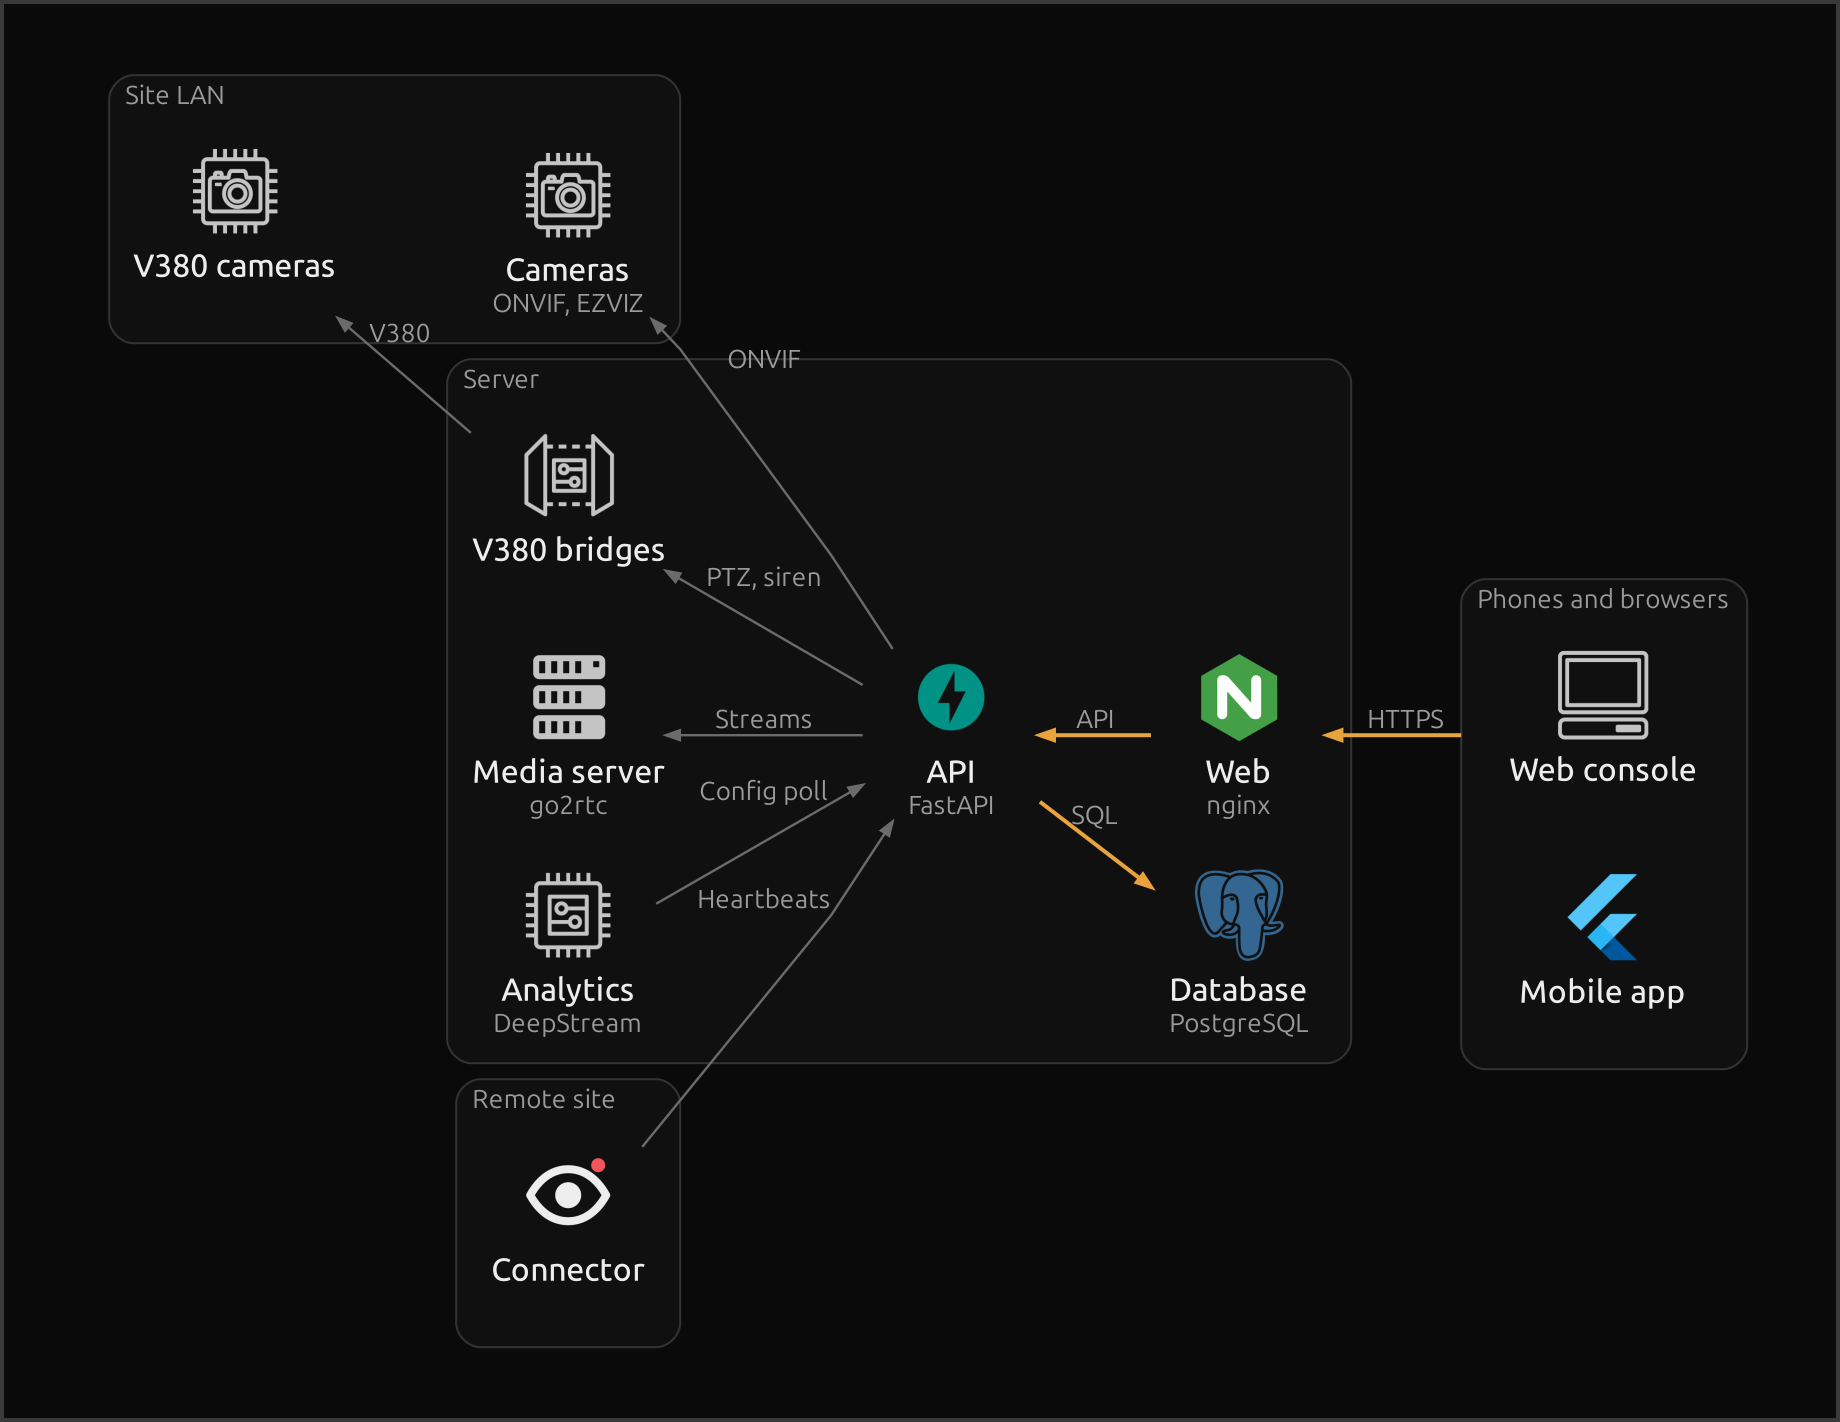 Site LAN
V380 cameras
Cameras
ONVIF, EZVIZ
V380
ONVIF
Server
V380 bridges
PTZ, siren
Phones and browsers
Streams
API
HTTPS
Media server
go2rtc
API
FastAPI
Web
nginx
Web console
Config poll
SQL
Heartbeats
Analytics
DeepStream
Database
PostgreSQL
Mobile app
Remote site
Connector